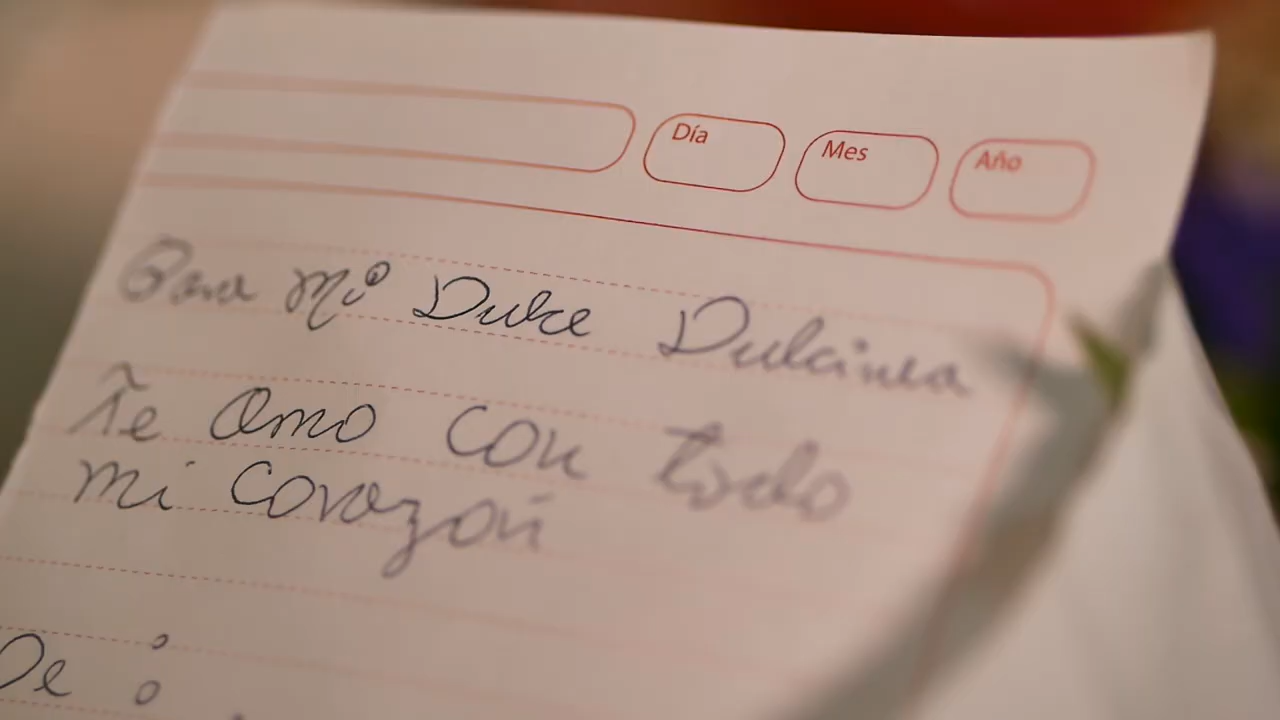 Día Mes Año
Para Mi Dulce Dulcinea
Te Amo con todo
mi Corazón
De :